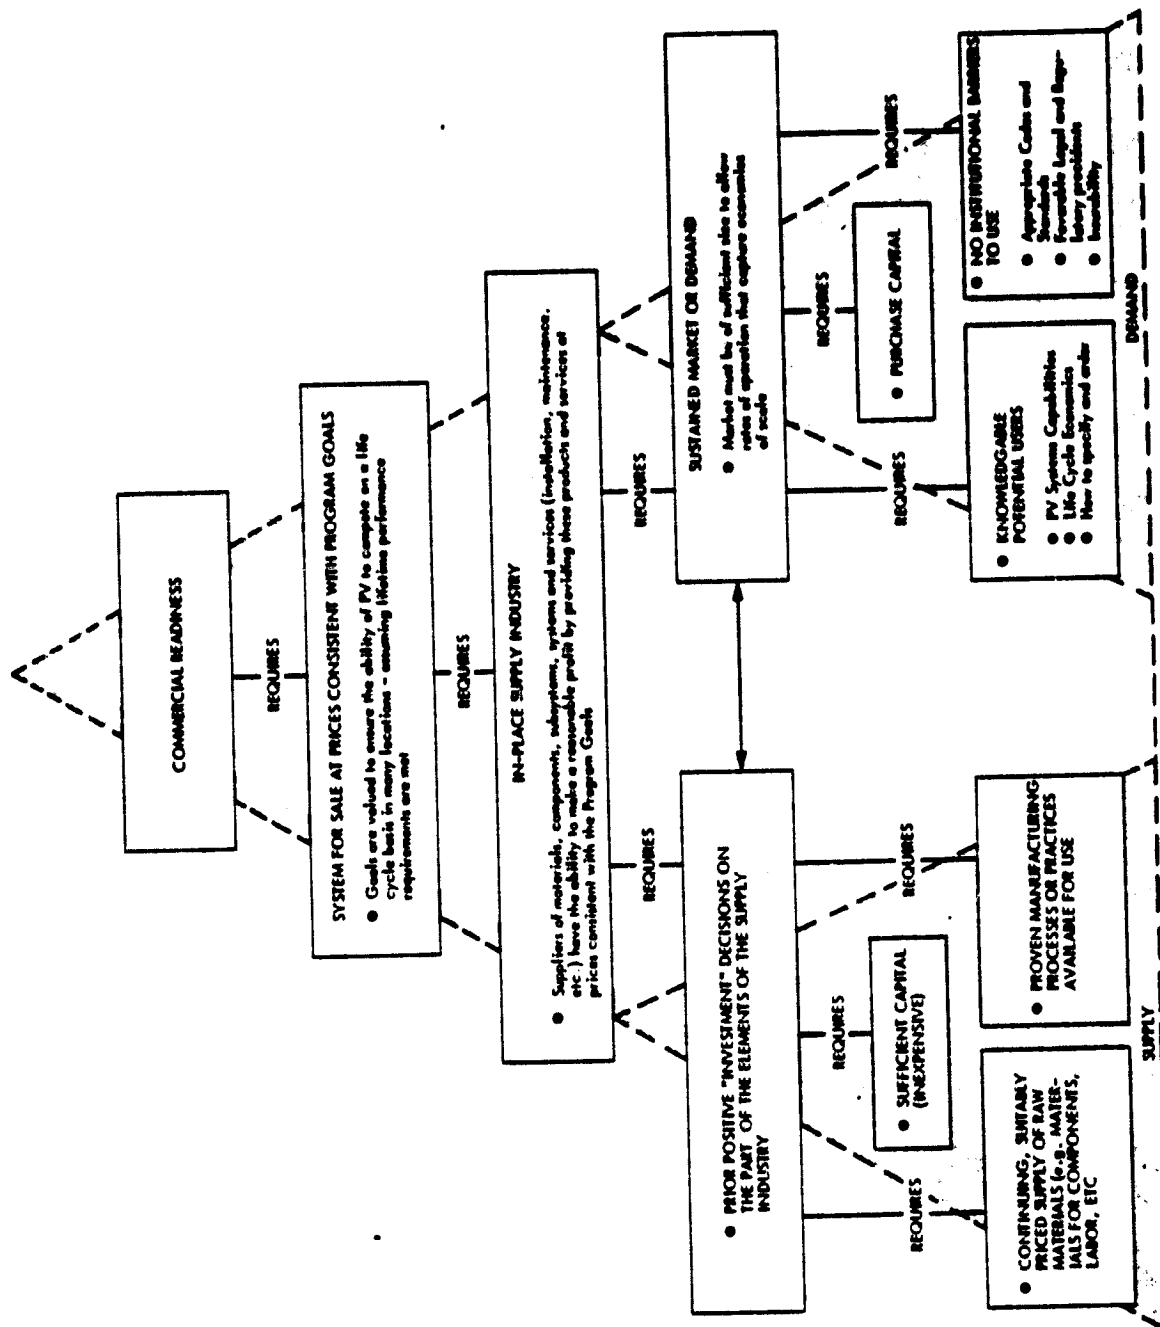 COMMERCIAL READINESS
REQUIRES
SYSTEM FOR SALE AT PRICES CONSISTENT WITH PROGRAM GOALS
● Goals are valued to ensure the ability of PV to compete on a life
cycle basis in many locations - assuming lifetime performance
requirements are met
REQUIRES
IN-PLACE SUPPLY INDUSTRY
● Suppliers of materials, components, subsystems, systems and services (installation, maintenance,
etc.) have the ability to make a reasonable profit by providing these products and services at
prices consistent with the Program Goals
REQUIRES
REQUIRES
● PRIOR POSITIVE "INVESTMENT" DECISIONS ON
THE PART OF THE ELEMENTS OF THE SUPPLY
INDUSTRY
SUSTAINED MARKET OR DEMAND
● Market must be of sufficient size to allow
rates of operation that capture economies
of scale
REQUIRES
REQUIRES
REQUIRES
REQUIRES
REQUIRES
REQUIRES
● CONTINUING, SUITABLY
PRICED SUPPLY OF RAW
MATERIALS (e.g. MATER-
IALS FOR COMPONENTS,
LABOR, ETC
● SUFFICIENT CAPITAL
(INEXPENSIVE)
● PROVEN MANUFACTURING
PROCESSES OR PRACTICES
AVAILABLE FOR USE
● KNOWLEDGABLE
POTENTIAL USERS
● PV Systems Capabilities
● Life Cycle Economics
● How to specify and order
● PURCHASE CAPITAL
● NO INSTITUTIONAL BARRIERS
TO USE
● Appropriate Codes and
Standards
● Favorable Legal and Regu-
latory presidents
● Insurability
SUPPLY
DEMAND